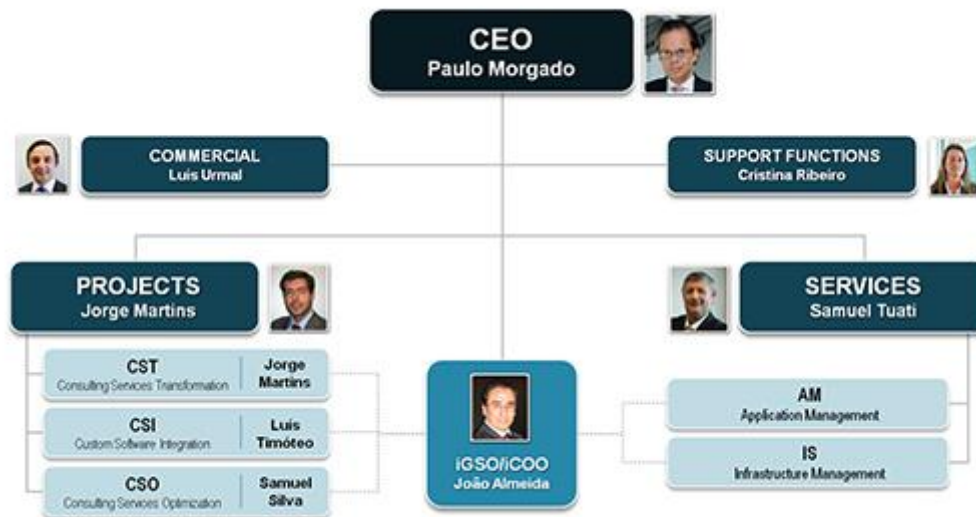 CEO
Paulo Morgado
COMMERCIAL
Luis Urmal
SUPPORT FUNCTIONS
Cristina Ribeiro
PROJECTS
Jorge Martins
SERVICES
Samuel Tuati
CST
Consulting Services Transformation
Jorge
Martins
CSI
Custom Software Integration
Luís
Timóteo
CSO
Consulting Services Optimization
Samuel
Silva
iGSO/iCOO
João Almeida
AM
Application Management
IS
Infrastructure Management